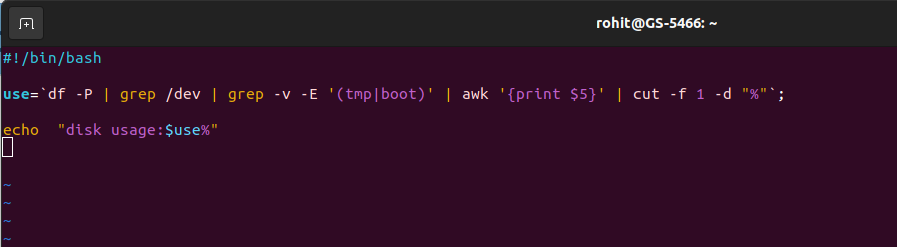 rohit@GS-5466: ~
#!/bin/bash
use=`df -P | grep /dev | grep -v -E '(tmp|boot)' | awk '{print $5}' | cut -f 1 -d "%"`;
echo  "disk usage:$use%"
~
~
~
~